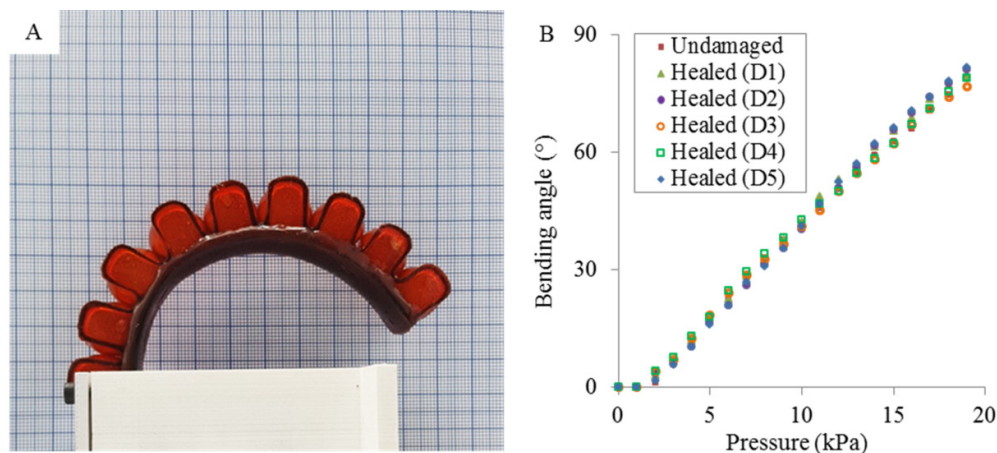 A
B
90
60
30
0
Undamaged
Healed (D1)
Healed (D2)
Healed (D3)
Healed (D4)
Healed (D5)
Bending angle (°)
0
5
10
15
20
Pressure (kPa)